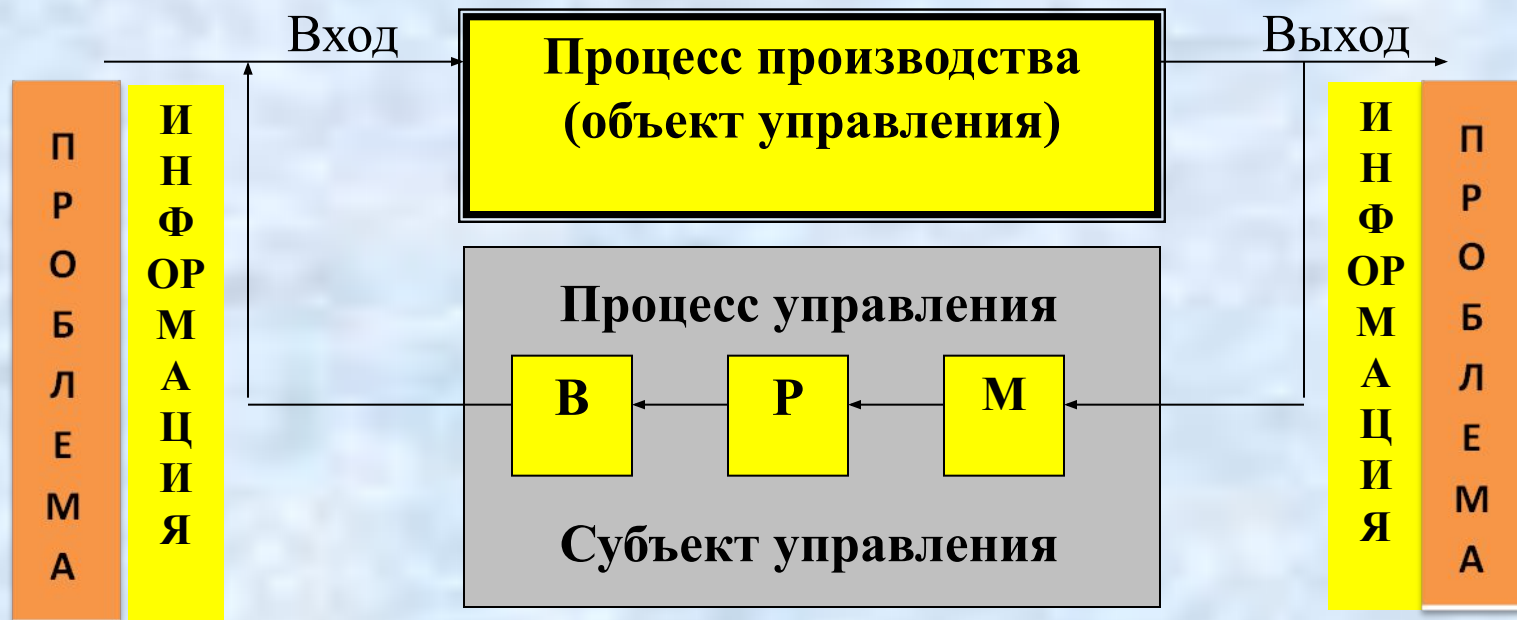 Вход
Процесс производства
(объект управления)
Выход
П
Р
О
Б
Л
Е
М
А
И
Н
Ф
ОР
М
А
Ц
И
Я
Процесс управления
В
Р
М
Субъект управления
И
Н
Ф
ОР
М
А
Ц
И
Я
П
Р
О
Б
Л
Е
М
А